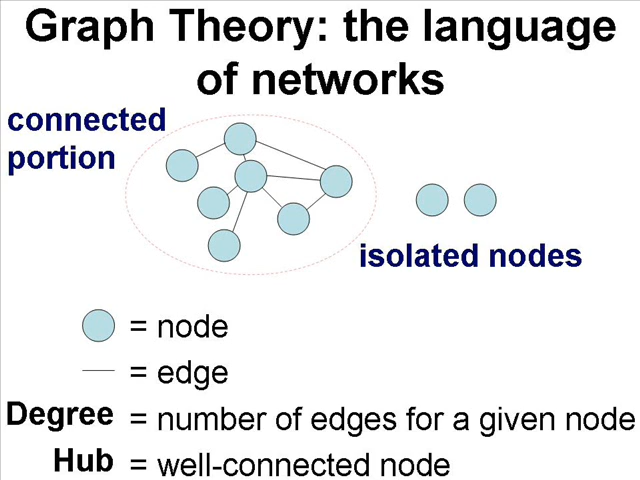 Graph Theory: the language
of networks
connected
portion
isolated nodes
= node
= edge
Degree = number of edges for a given node
Hub = well-connected node